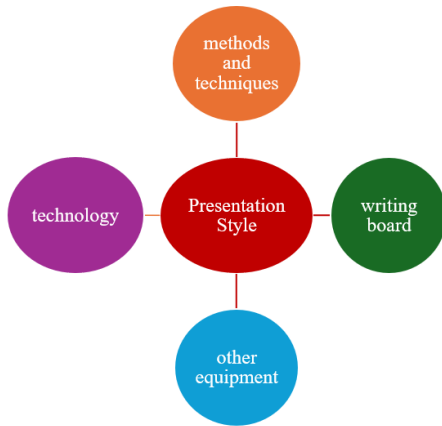 methods
and
techniques
technology
Presentation
Style
writing
board
other
equipment